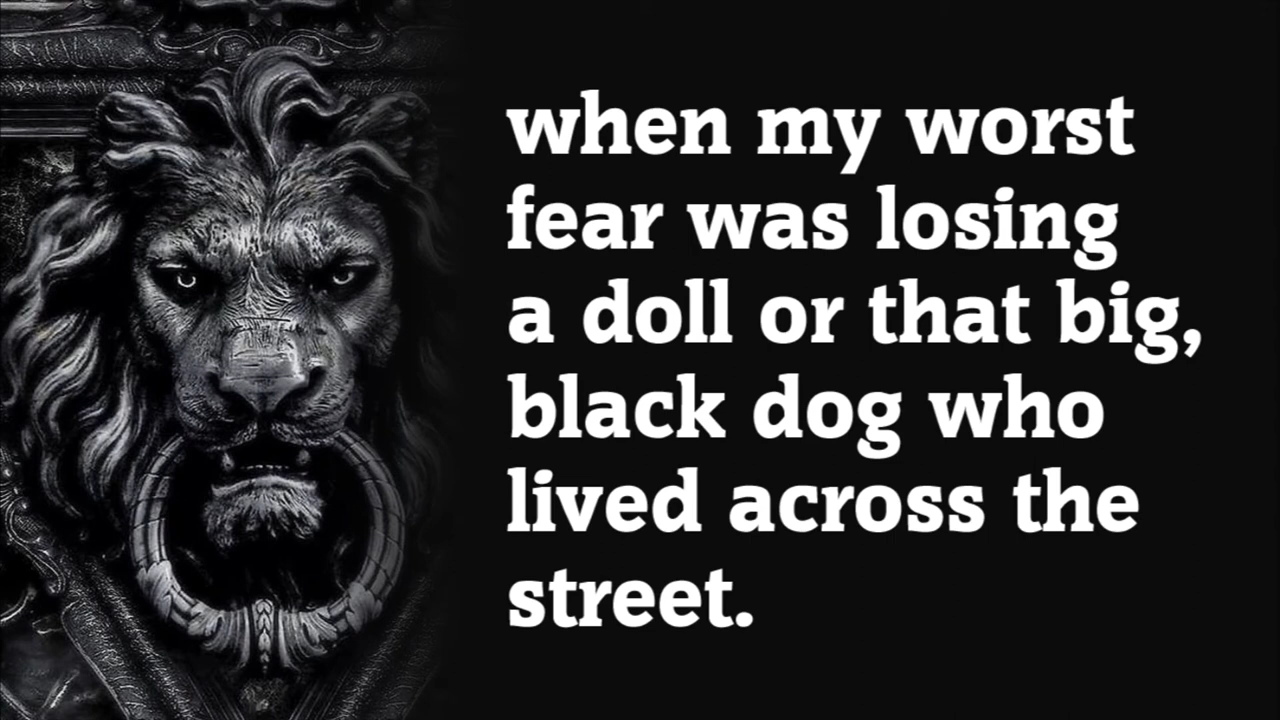 when my worst
fear was losing
a doll or that big,
black dog who
lived across the
street.